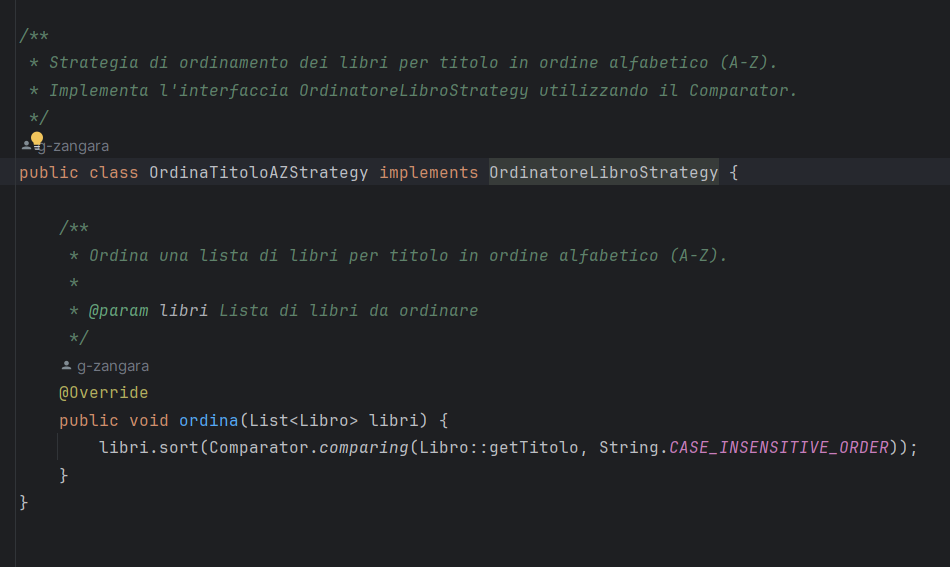 /**
 * Strategia di ordinamento dei libri per titolo in ordine alfabetico (A-Z).
 * Implementa l'interfaccia OrdinatoreLibroStrategy utilizzando il Comparator.
 */
g-zangara
public class OrdinaTitoloAZStrategy implements OrdinatoreLibroStrategy {
    /**
     * Ordina una lista di libri per titolo in ordine alfabetico (A-Z).
     *
     * @param libri Lista di libri da ordinare
     */
    g-zangara
    @Override
    public void ordina(List<Libro> libri) {
        libri.sort(Comparator.comparing(Libro::getTitolo, String.CASE_INSENSITIVE_ORDER));
    }
}